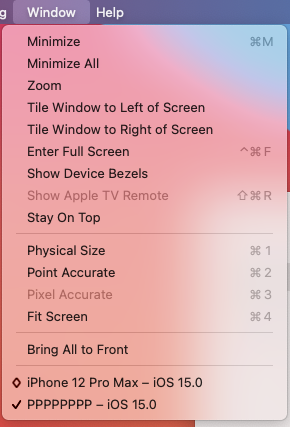 g Window Help
Minimize ⌘M
Minimize All
Zoom
Tile Window to Left of Screen
Tile Window to Right of Screen
Enter Full Screen ^⌘F
Show Device Bezels
Show Apple TV Remote ⇧⌘R
Stay On Top
Physical Size ⌘1
Point Accurate ⌘2
Pixel Accurate ⌘3
Fit Screen ⌘4
Bring All to Front
◊ iPhone 12 Pro Max – iOS 15.0
✓ PPPPPPPP – iOS 15.0